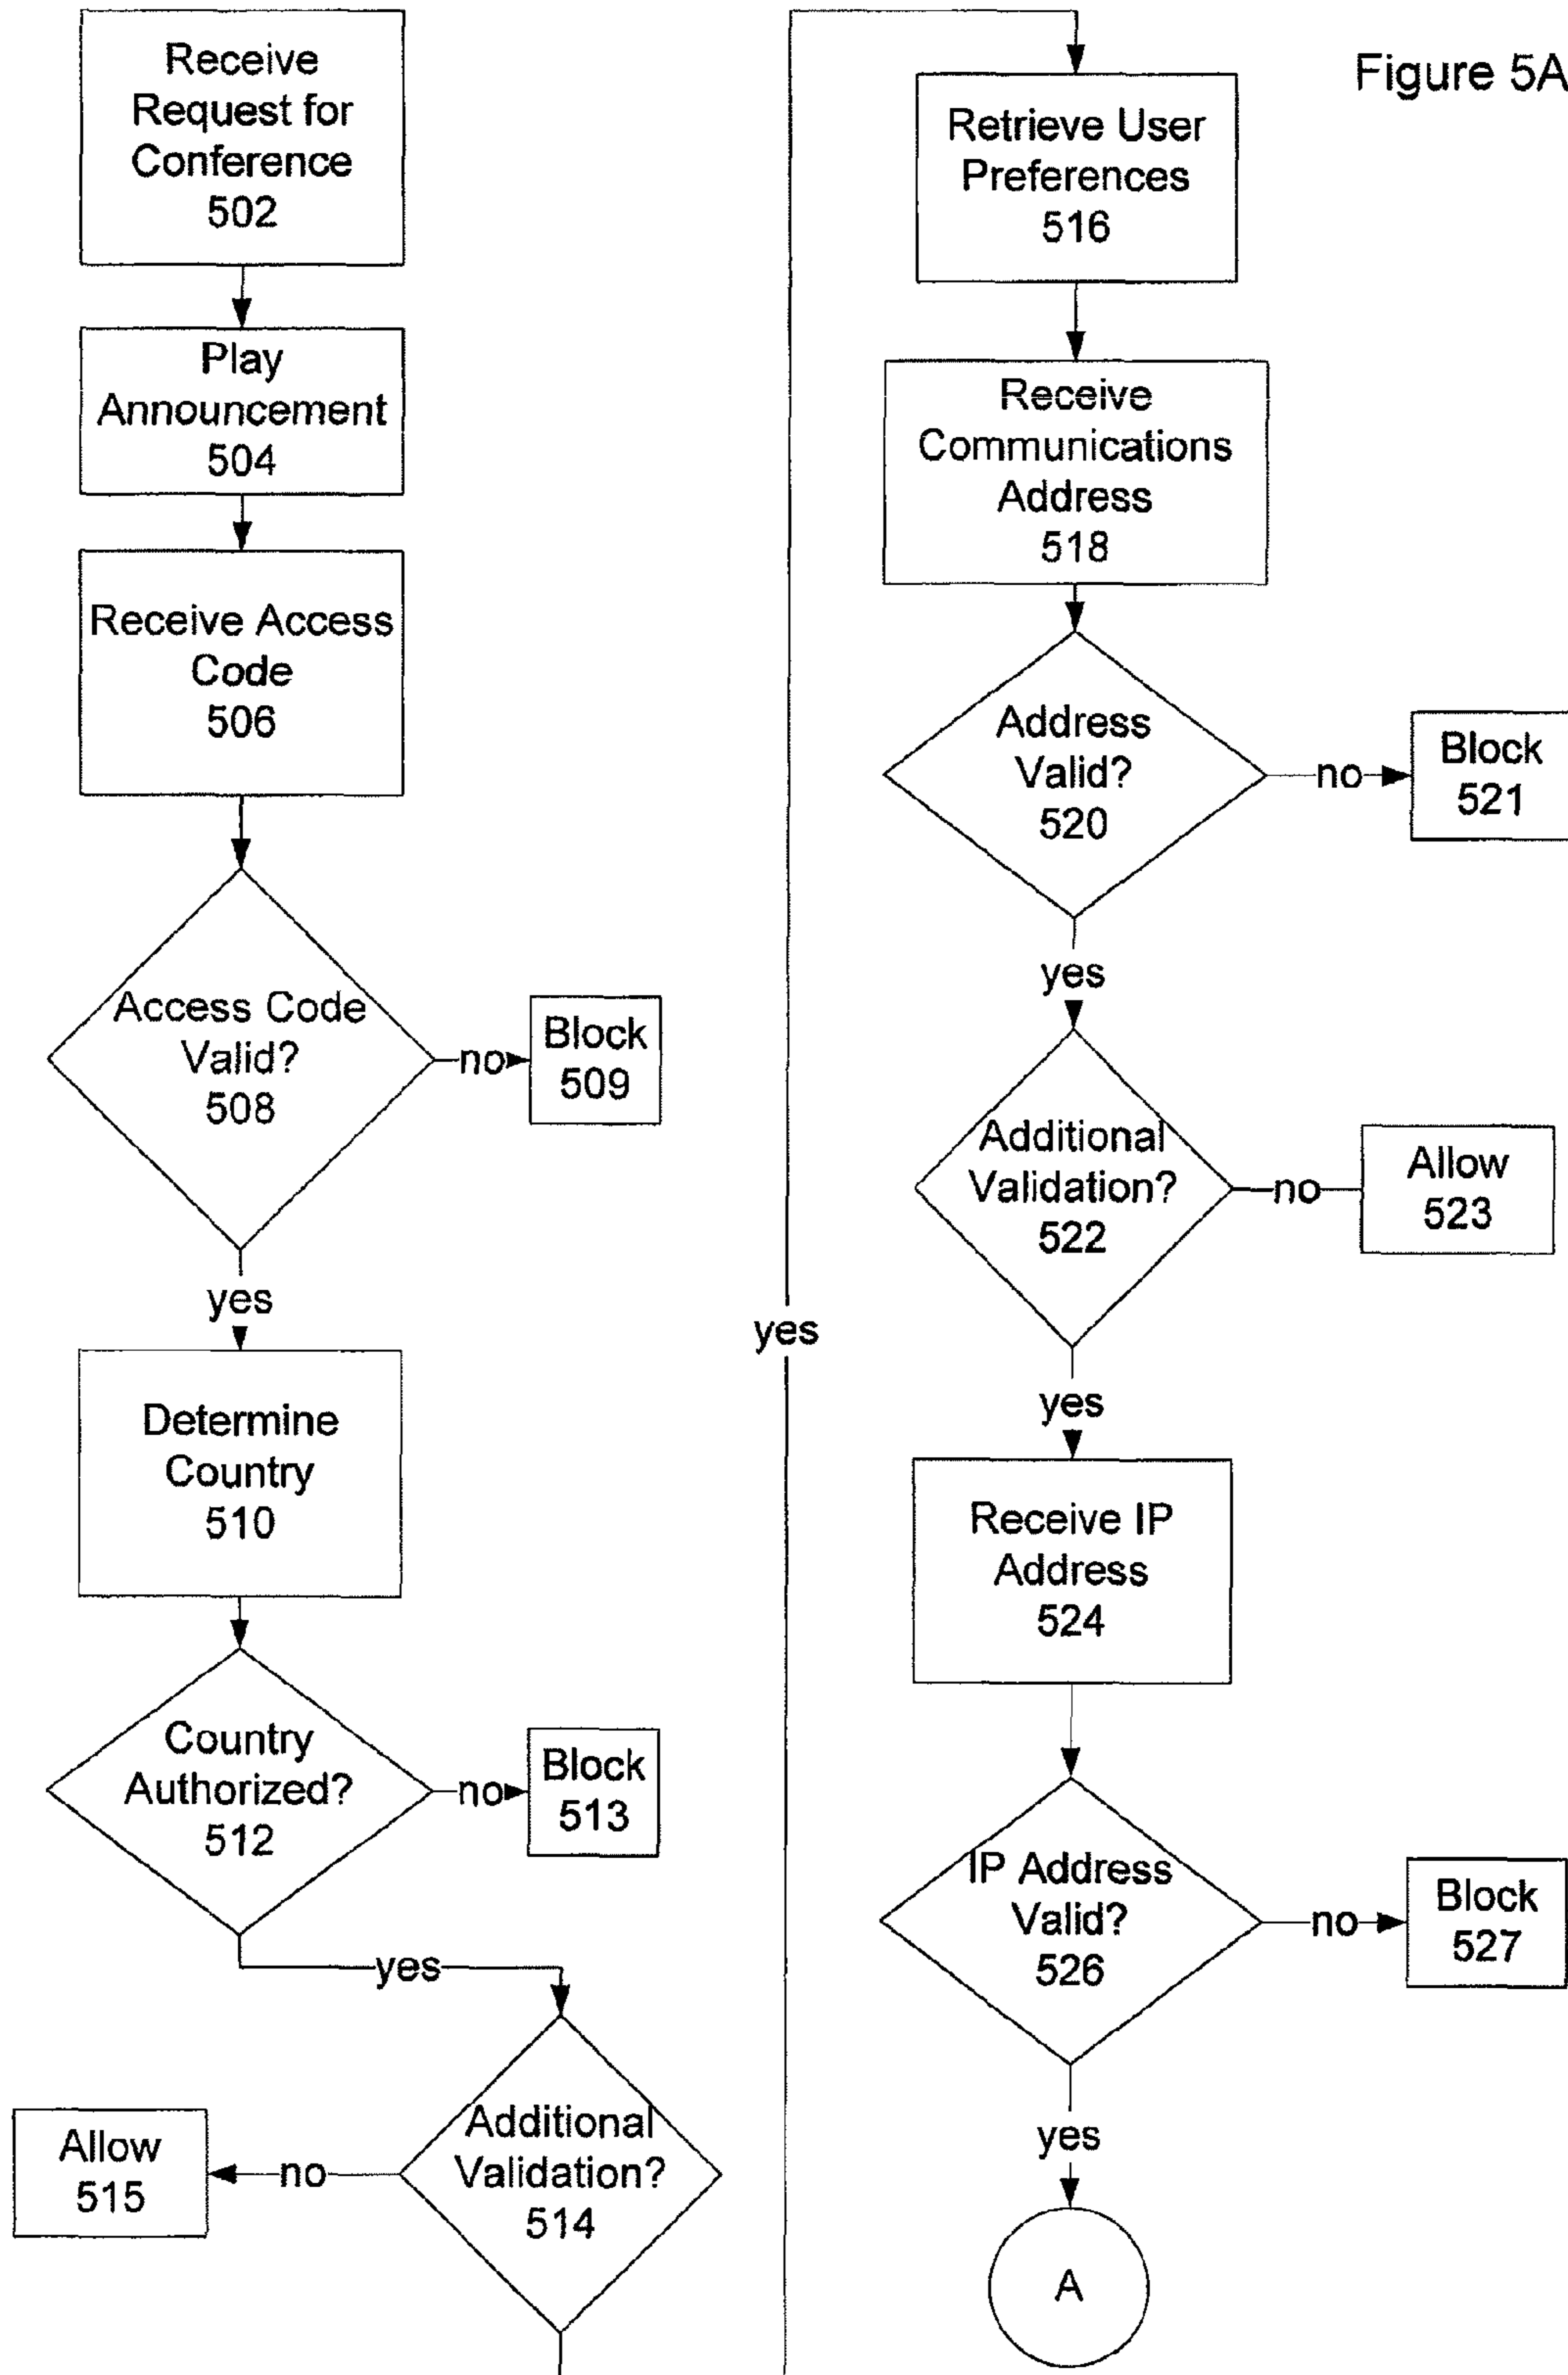 Figure 5A
Receive
Request for
Conference
502
Play
Announcement
504
Receive Access
Code
506
Access Code
Valid?
508
no
Block
509
yes
Determine
Country
510
Country
Authorized?
512
no
Block
513
yes
Additional
Validation?
514
no
Allow
515
yes
Retrieve User
Preferences
516
Receive
Communications
Address
518
Address
Valid?
520
no
Block
521
yes
Additional
Validation?
522
no
Allow
523
yes
Receive IP
Address
524
IP Address
Valid?
526
no
Block
527
yes
A